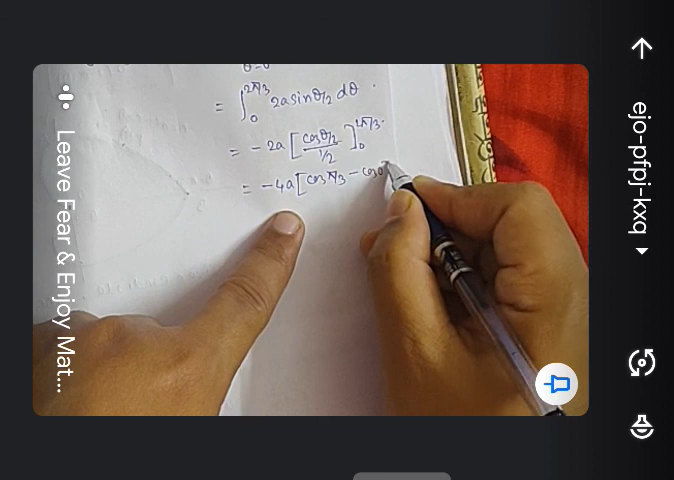 θ=0
= ∫₀^2π/3 2a sin θ/2 dθ .
= -2a [cos θ/2 / 1/2]₀^2π/3.
= -4a [cos π/3 - cos 0
Leave Fear & Enjoy Mat...
ejo-pfpj-kxq